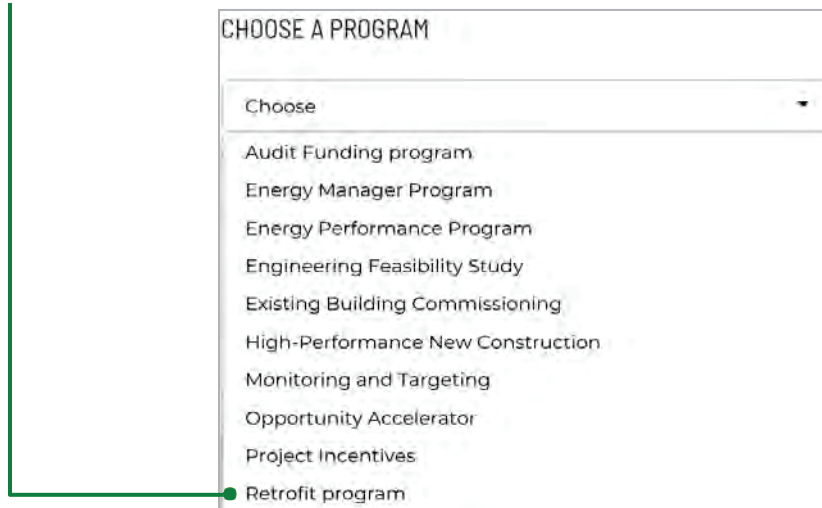 CHOOSE A PROGRAM
Choose
Audit Funding program
Energy Manager Program
Energy Performance Program
Engineering Feasibility Study
Existing Building Commissioning
High-Performance New Construction
Monitoring and Targeting
Opportunity Accelerator
Project Incentives
Retrofit program